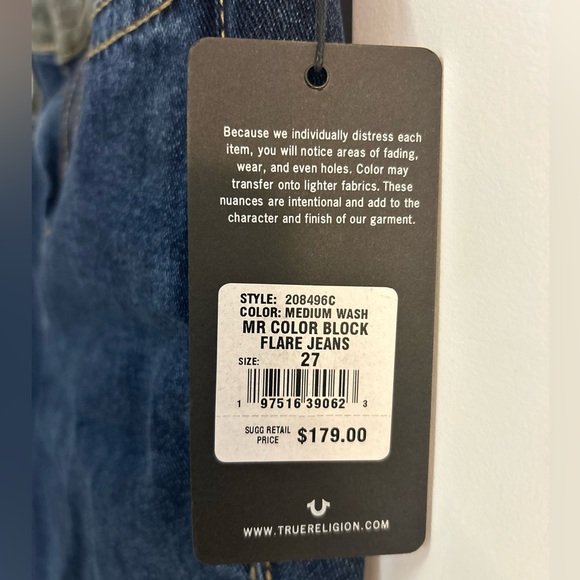 Because we individually distress each
item, you will notice areas of fading,
wear, and even holes. Color may
transfer onto lighter fabrics. These
nuances are intentional and add to the
character and finish of our garment.
STYLE: 208496C
COLOR: MEDIUM WASH
MR COLOR BLOCK
FLARE JEANS
SIZE: 27
1 97516 39062 3
SUGG RETAIL
PRICE $179.00
WWW.TRUERELIGION.COM